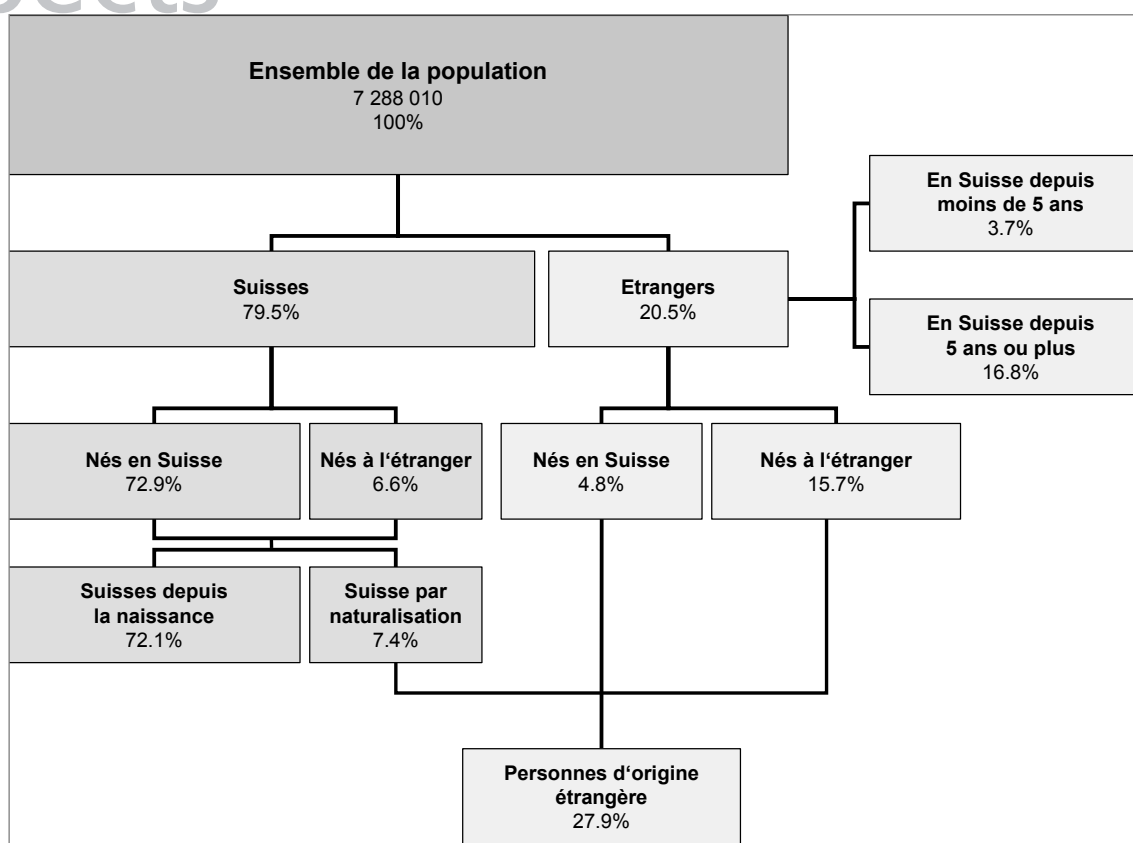 Ensemble de la population
7 288 010
100%
En Suisse depuis
moins de 5 ans
3.7%
Suisses
79.5%
Etrangers
20.5%
En Suisse depuis
5 ans ou plus
16.8%
Nés en Suisse
72.9%
Nés à l‘étranger
6.6%
Nés en Suisse
4.8%
Nés à l‘étranger
15.7%
Suisses depuis
la naissance
72.1%
Suisse par
naturalisation
7.4%
Personnes d‘origine
étrangère
27.9%